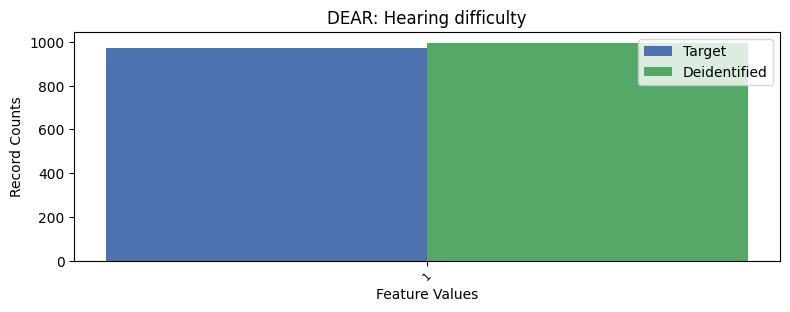 DEAR: Hearing difficulty
Target
Deidentified
Record Counts
1000
800
600
400
200
0
1
Feature Values